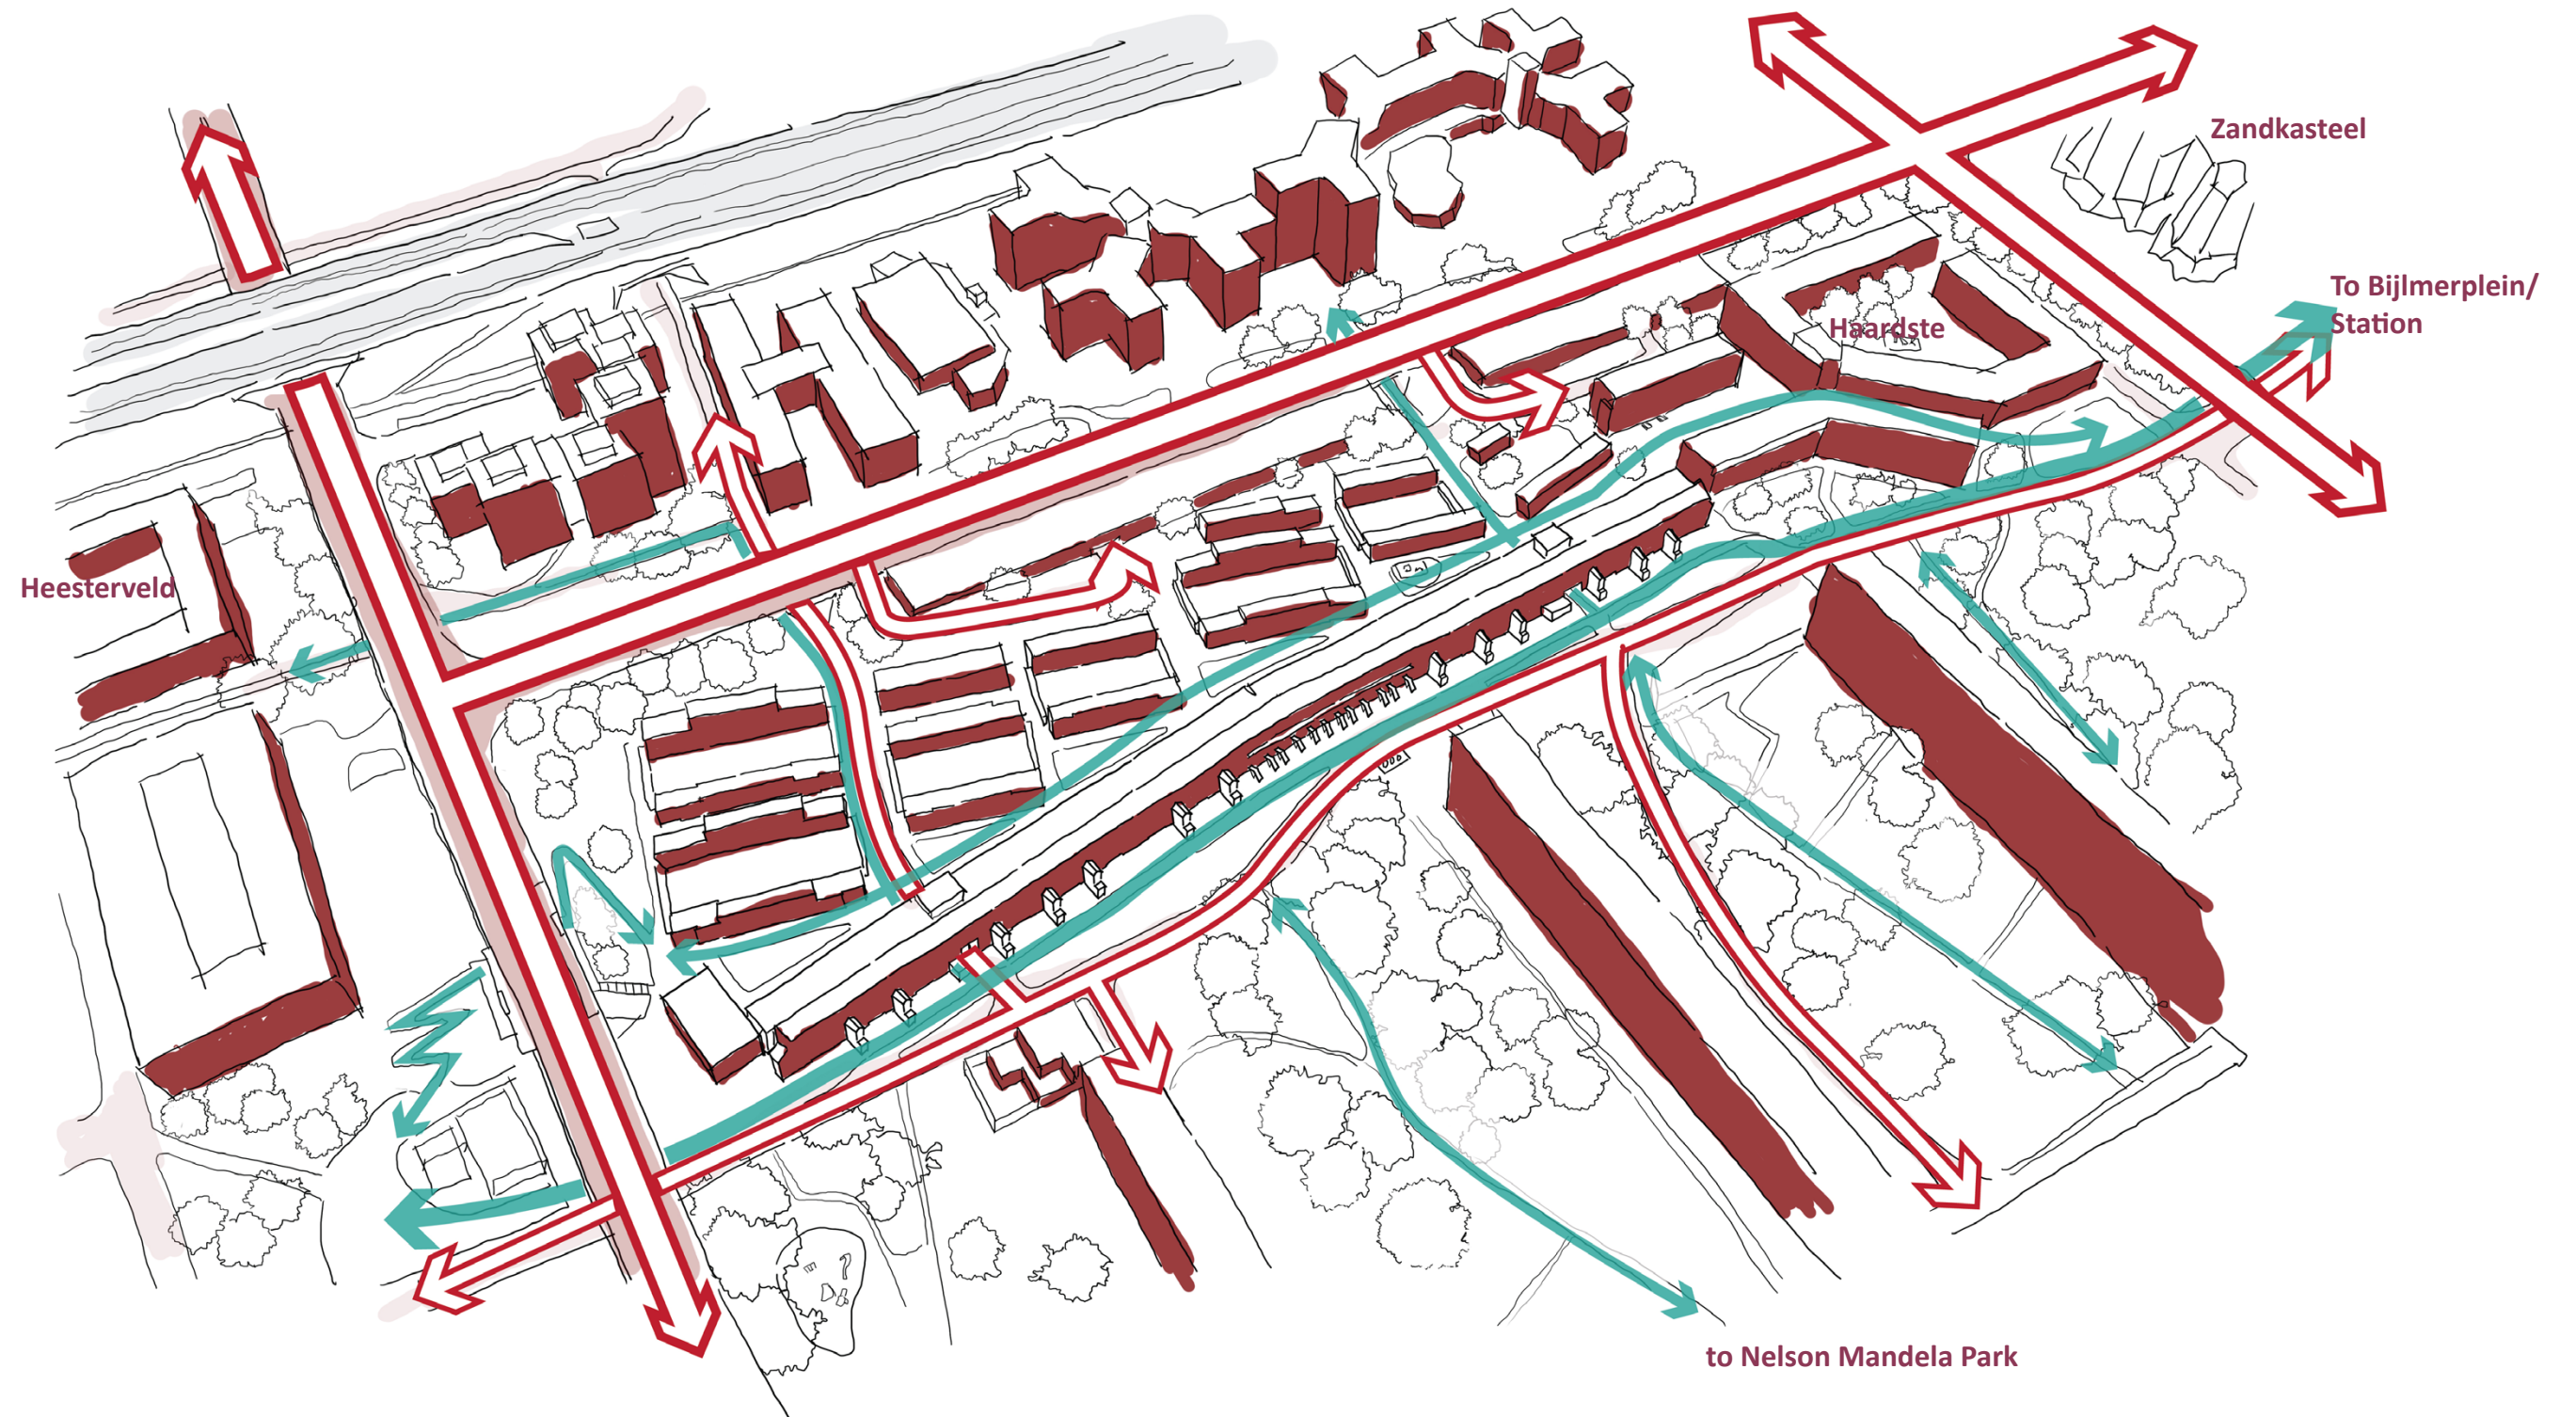 Zandkasteel
To Bijlmerplein/
Station
Haardste
Heesterveld
to Nelson Mandela Park